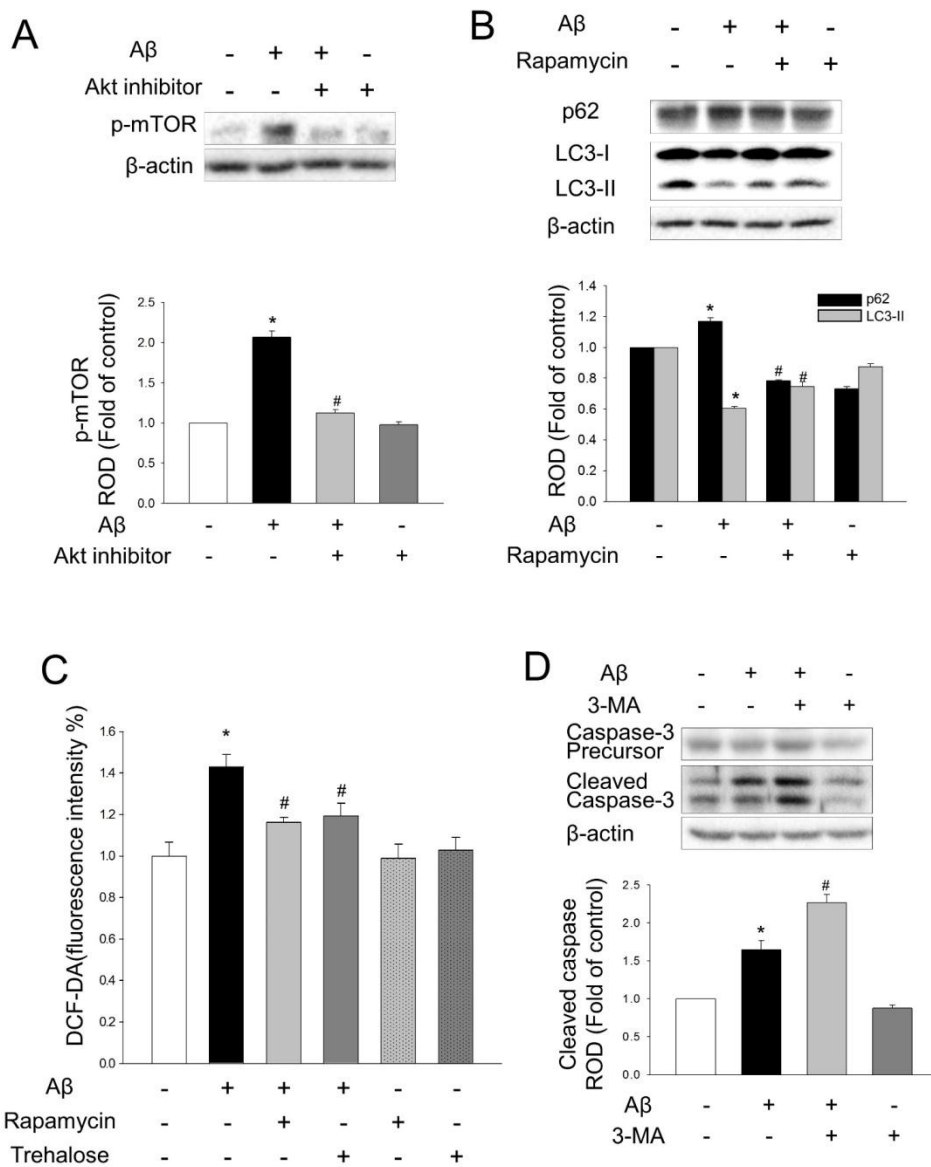 A
Aβ - + + -
Akt inhibitor - - + +
p-mTOR
β-actin
p-mTOR
ROD (Fold of control)
2.5
2.0
1.5
1.0
0.5
0.0
*
#
Aβ - + + -
Akt inhibitor - - + +
B
Aβ - + + -
Rapamycin - - + +
p62
LC3-I
LC3-II
β-actin
ROD (Fold of control)
1.4
1.2
1.0
0.8
0.6
0.4
0.2
0.0
p62
LC3-II
*
*
# #
Aβ - + + -
Rapamycin - - + +
C
DCF-DA(fluorescence intensity %)
1.6
1.4
1.2
1.0
0.8
0.6
0.4
0.2
0.0
*
#
#
Aβ - + + + - -
Rapamycin - - + - + -
Trehalose - - - + - +
D
Aβ - + + -
3-MA - - + +
Caspase-3
Precursor
Cleaved
Caspase-3
β-actin
Cleaved caspase
ROD (Fold of control)
2.5
2.0
1.5
1.0
0.5
0.0
*
#
Aβ - + + -
3-MA - - + +